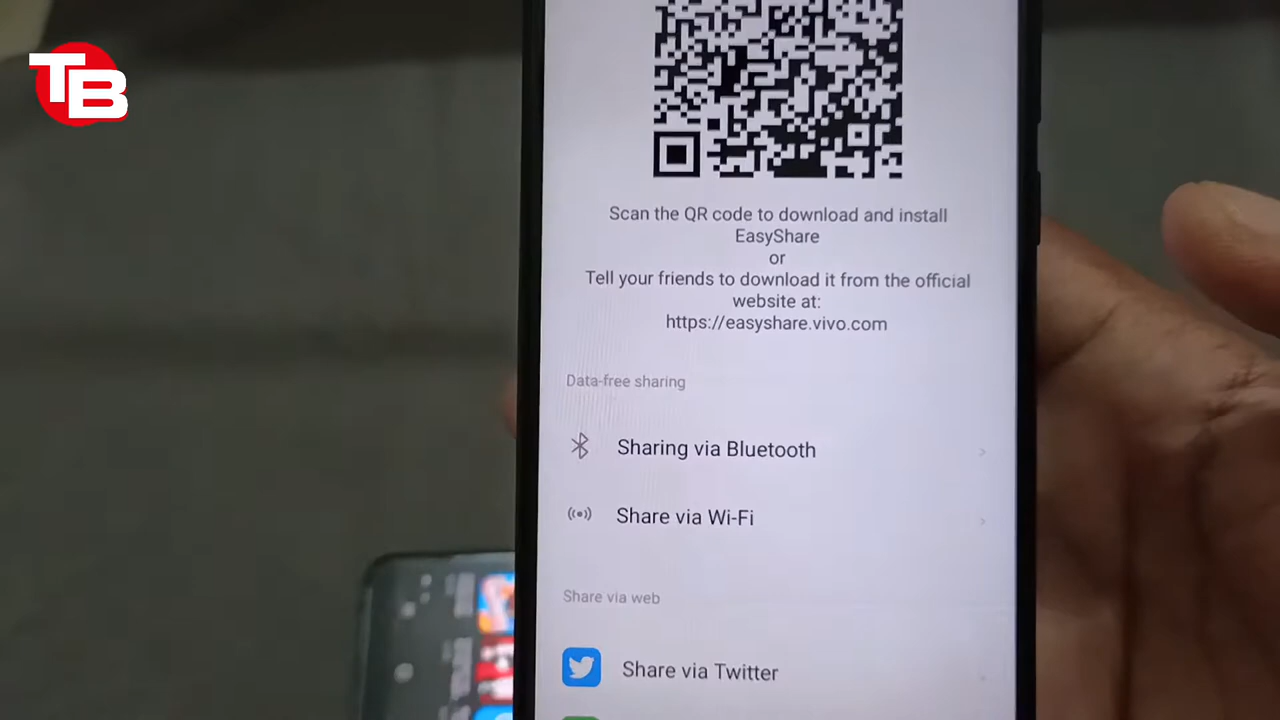 TB
Scan the QR code to download and install
EasyShare
or
Tell your friends to download it from the official
website at:
https://easyshare.vivo.com
Data-free sharing
Sharing via Bluetooth
Share via Wi-Fi
Share via web
Share via Twitter